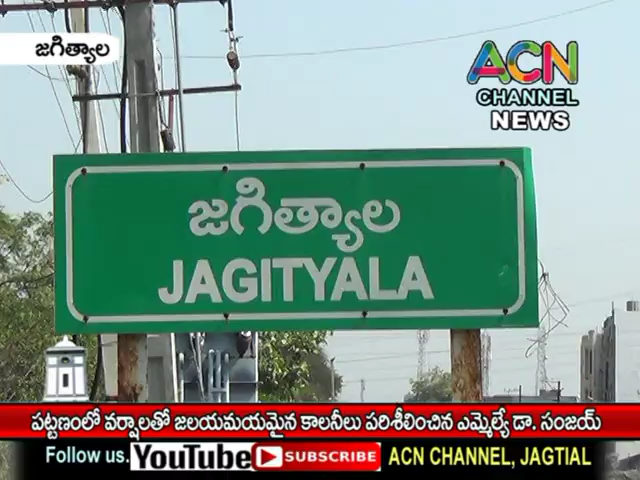 జగిత్యాల
ACN
CHANNEL
NEWS
జగిత్యాల
JAGITYALA
పట్టణంలో వర్షాలతో జలయమయమైన కాలనీలు పరిశీలించిన ఎమ్మెల్యే డా. సంజయ్
Follow us. YouTube SUBSCRIBE ACN CHANNEL, JAGTIAL